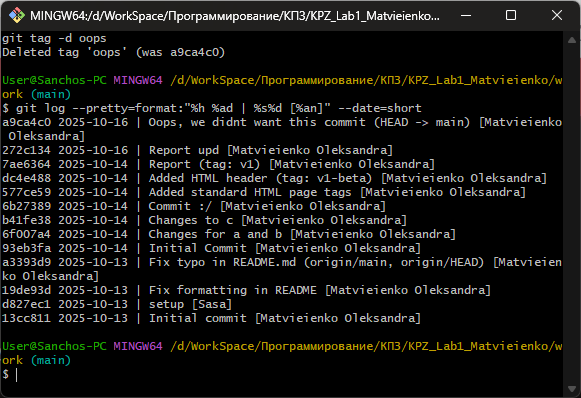 MINGW64:/d/WorkSpace/Программирование/КПЗ/KPZ_Lab1_Matvieienko...
git tag -d oops
Deleted tag 'oops' (was a9ca4c0)
User@Sanchos-PC MINGW64 /d/WorkSpace/Программирование/КПЗ/KPZ_Lab1_Matvieienko/w
ork (main)
$ git log --pretty=format:"%h %ad | %s%d [%an]" --date=short
a9ca4c0 2025-10-16 | Oops, we didnt want this commit (HEAD -> main) [Matvieienko
 Oleksandra]
272c134 2025-10-16 | Report upd [Matvieienko Oleksandra]
7ae6364 2025-10-14 | Report (tag: v1) [Matvieienko Oleksandra]
dc4e488 2025-10-14 | Added HTML header (tag: v1-beta) [Matvieienko Oleksandra]
577ce59 2025-10-14 | Added standard HTML page tags [Matvieienko Oleksandra]
6b27389 2025-10-14 | Commit :/ [Matvieienko Oleksandra]
b41fe38 2025-10-14 | Changes to c [Matvieienko Oleksandra]
6f007a4 2025-10-14 | Changes for a and b [Matvieienko Oleksandra]
93eb3fa 2025-10-14 | Initial Commit [Matvieienko Oleksandra]
a3393d9 2025-10-13 | Fix typo in README.md (origin/main, origin/HEAD) [Matvieien
ko Oleksandra]
19de93d 2025-10-13 | Fix formatting in README [Matvieienko Oleksandra]
d827ec1 2025-10-13 | setup [Sasa]
13cc811 2025-10-13 | Initial commit [Matvieienko Oleksandra]
User@Sanchos-PC MINGW64 /d/WorkSpace/Программирование/КПЗ/KPZ_Lab1_Matvieienko/w
ork (main)
$